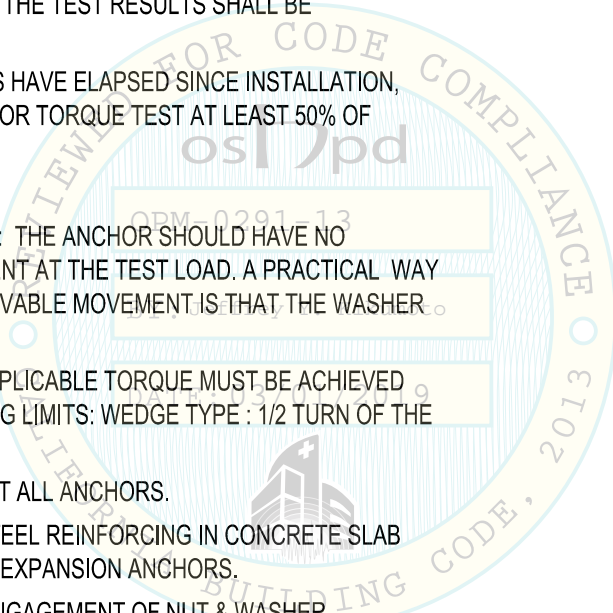 THE TEST RESULTS SHALL BE
S HAVE ELAPSED SINCE INSTALLATION,
OR TORQUE TEST AT LEAST 50% OF
: THE ANCHOR SHOULD HAVE NO
NT AT THE TEST LOAD. A PRACTICAL WAY
VABLE MOVEMENT IS THAT THE WASHER
PLICABLE TORQUE MUST BE ACHIEVED
G LIMITS: WEDGE TYPE : 1/2 TURN OF THE
T ALL ANCHORS.
EEL REINFORCING IN CONCRETE SLAB
EXPANSION ANCHORS.
NGAGEMENT OF NUT & WASHER
REVIEWED FOR CODE COMPLIANCE
oshpd
OPM-0291-13
BY: Jeffrey
DATE: 03/01/2019
CALIFORNIA BUILDING CODE, 2013